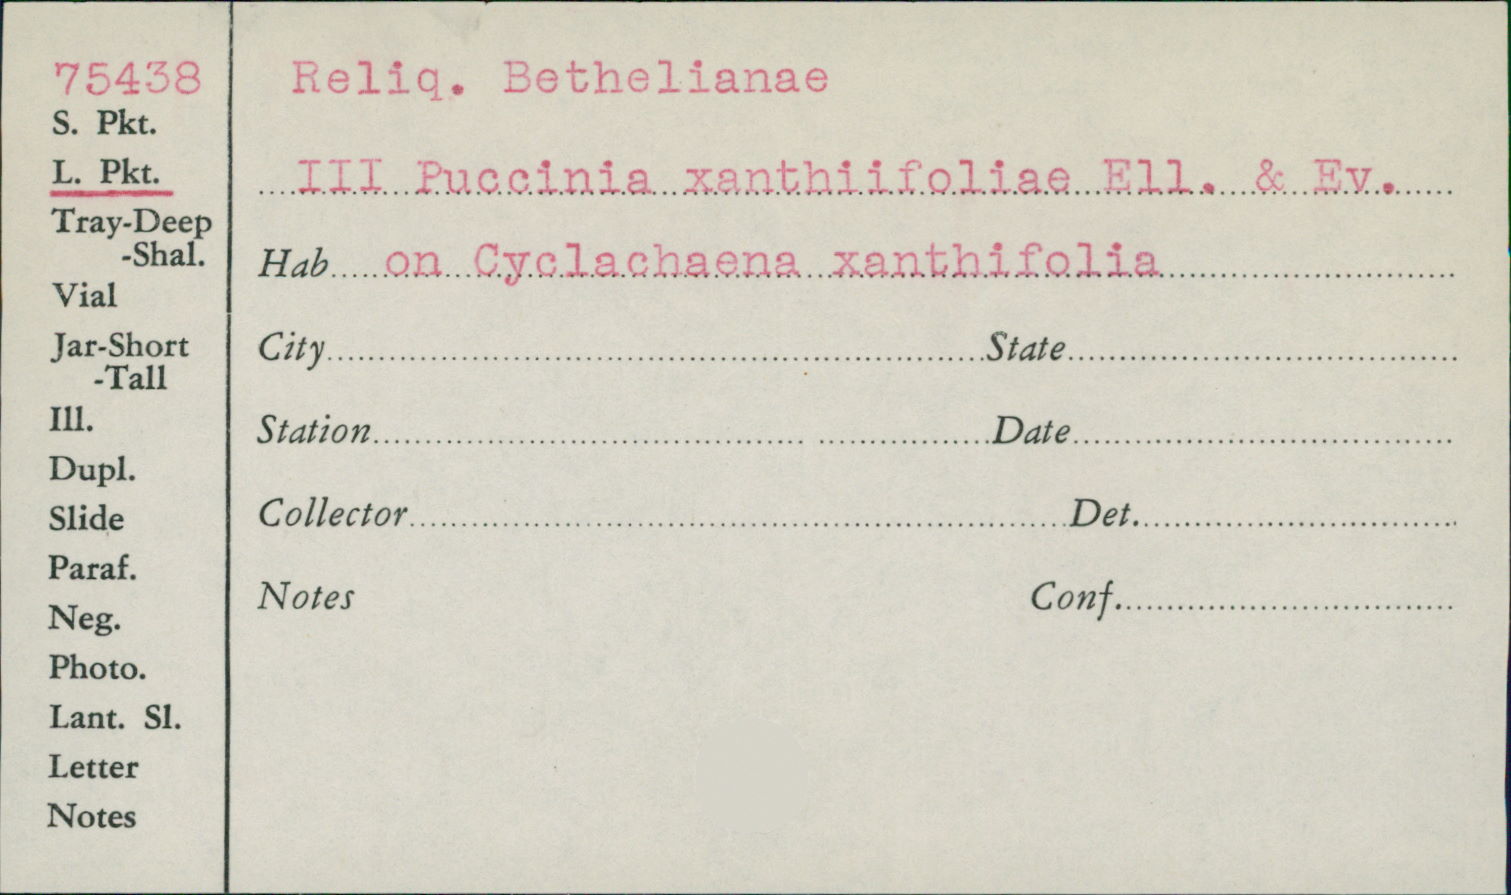 75438
S. Pkt.
L. Pkt.
Tray-Deep
-Shal.
Vial
Jar-Short
-Tall
Ill.
Dupl.
Slide
Paraf.
Neg.
Photo.
Lant. Sl.
Letter
Notes
Reliq. Bethelianae
III Puccinia xanthiifoliae Ell. & Ev.
Hab on Cyclachaena xanthifolia
City State
Station Date
Collector Det.
Notes Conf.